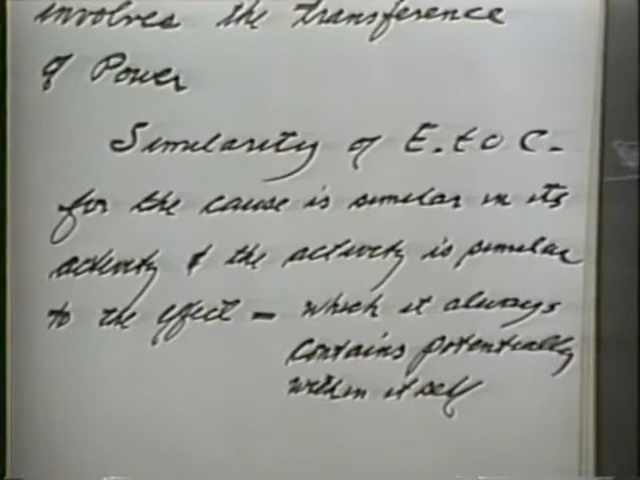 involves the transference
of Power
Similarity of E. to C. -
for the cause is similar in its
activity & the activity is similar
to the effect - which it always
contains potentially
within itself